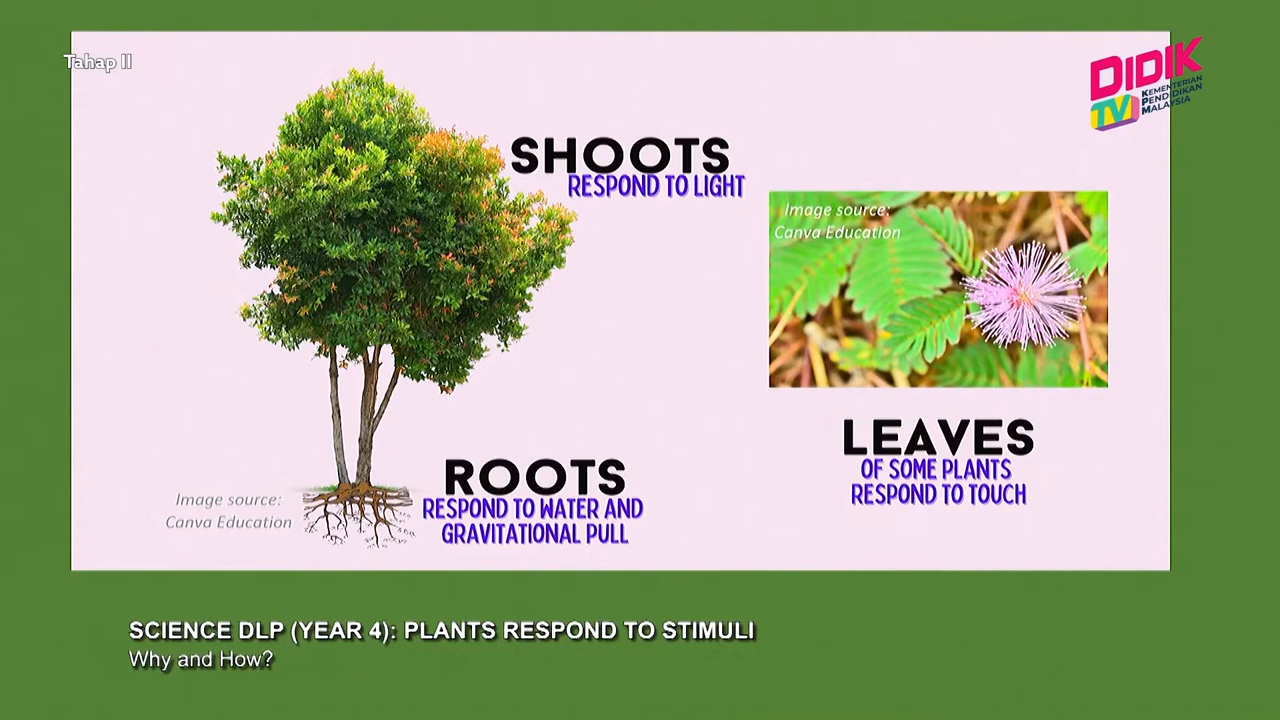 Tahap II
DIDIK
TV
KEMENTERIAN
PENDIDIKAN
MALAYSIA
SHOOTS
RESPOND TO LIGHT
Image source:
Canva Education
LEAVES
OF SOME PLANTS
RESPOND TO TOUCH
ROOTS
RESPOND TO WATER AND
GRAVITATIONAL PULL
Image source:
Canva Education
SCIENCE DLP (YEAR 4): PLANTS RESPOND TO STIMULI
Why and How?